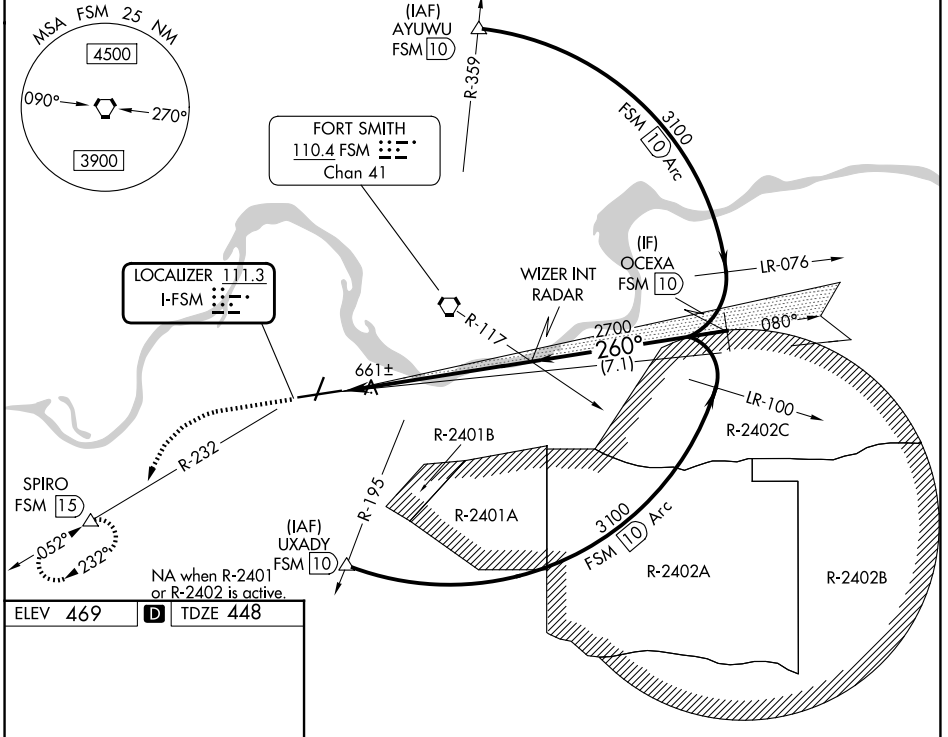 MSA FSM 25 NM
4500
090°
270°
3900
(IAF)
AYUWU
FSM 10
R-359
3100
FSM 10 Arc
FORT SMITH
110.4 FSM
Chan 41
LOCALIZER 111.3
I-FSM
WIZER INT
RADAR
(IF)
OCEXA
FSM 10
LR-076
R-117
2700
260°
(7.1)
080°
661±
LR-100
R-2402C
R-232
R-2401B
R-195
R-2401A
SPIRO
FSM 15
052°
232°
(IAF)
UXADY
FSM 10
3100
FSM 10 Arc
R-2402A
R-2402B
NA when R-2401
or R-2402 is active.
ELEV 469 D TDZE 448